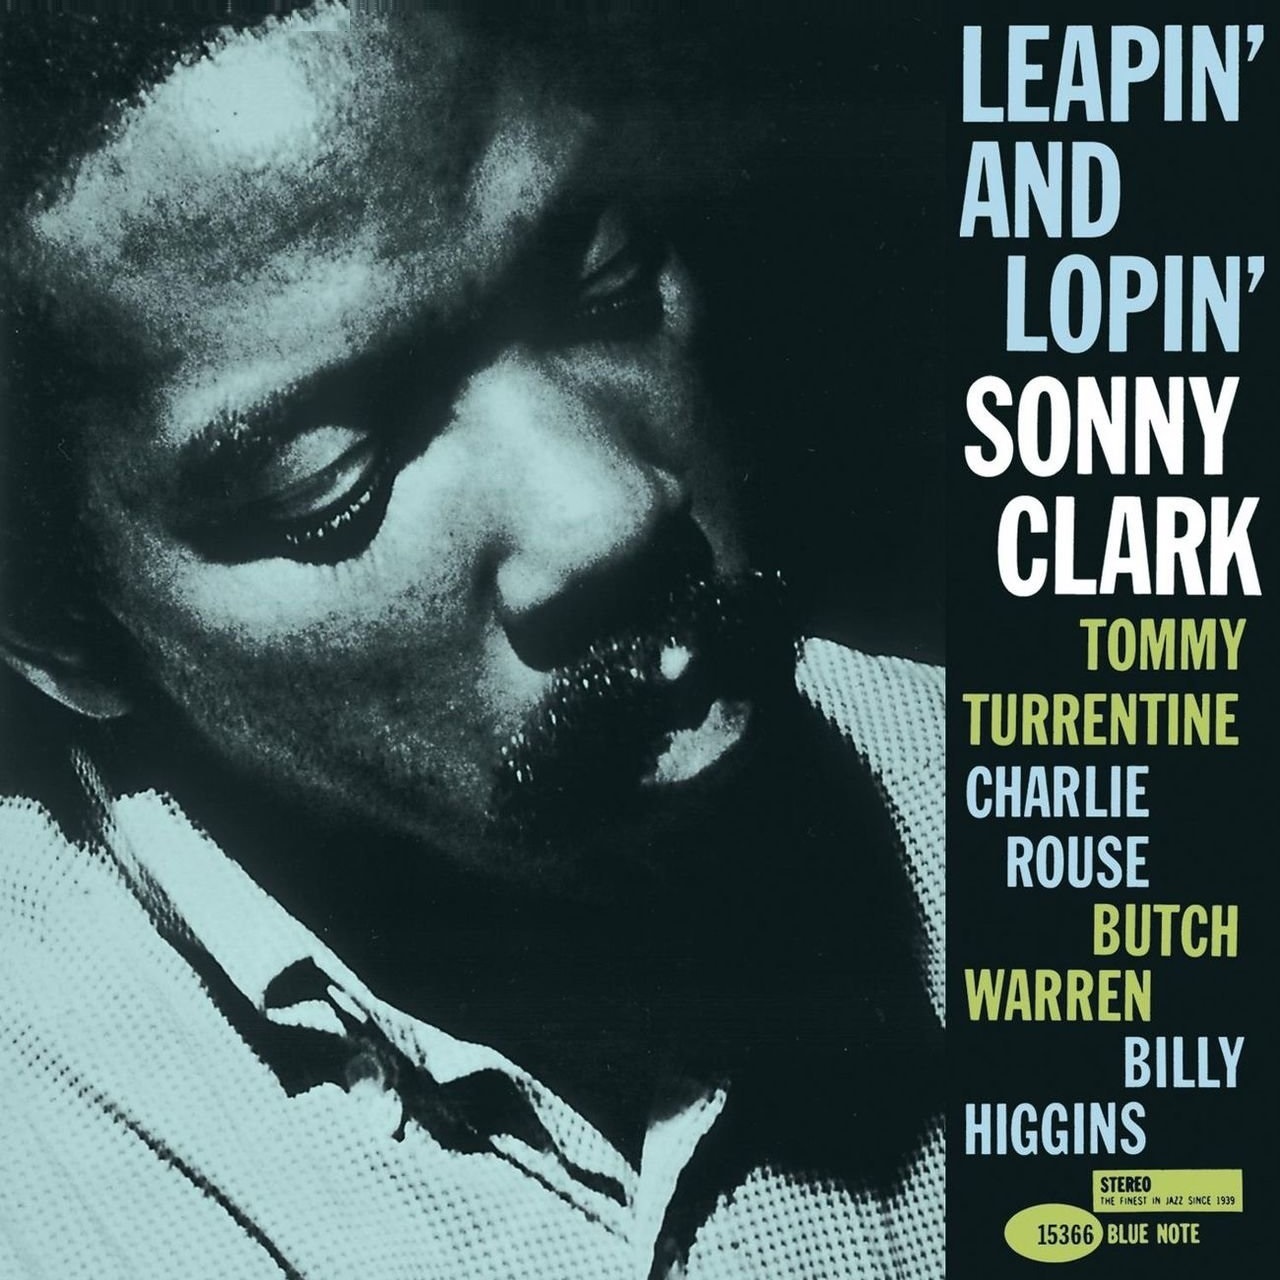 LEAPIN'
AND
LOPIN'
SONNY
CLARK
TOMMY
TURRENTINE
CHARLIE
ROUSE
BUTCH
WARREN
BILLY
HIGGINS
STEREO
THE FINEST IN JAZZ SINCE 1939
15366 BLUE NOTE